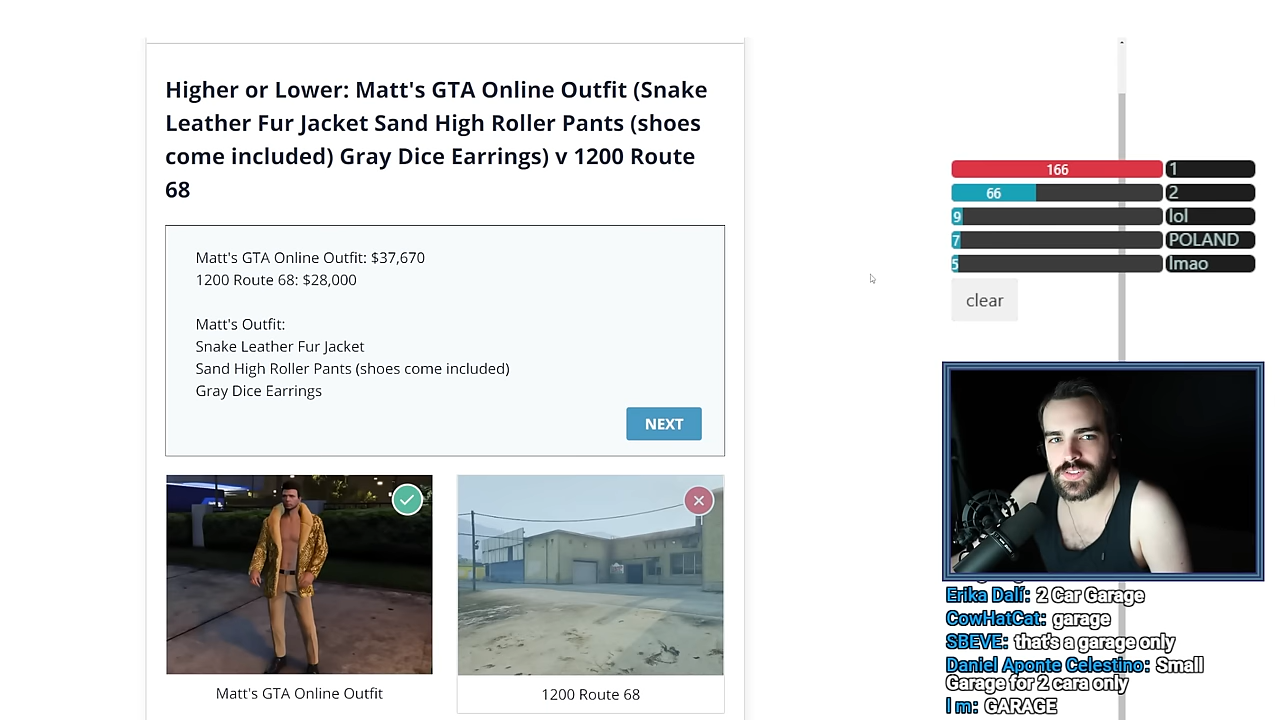 Higher or Lower: Matt's GTA Online Outfit (Snake
Leather Fur Jacket Sand High Roller Pants (shoes
come included) Gray Dice Earrings) v 1200 Route
68
Matt's GTA Online Outfit: $37,670
1200 Route 68: $28,000
Matt's Outfit:
Snake Leather Fur Jacket
Sand High Roller Pants (shoes come included)
Gray Dice Earrings
NEXT
Matt's GTA Online Outfit
1200 Route 68
166 1
66 2
9 lol
7 POLAND
5 lmao
clear
Erika Dalí: 2 Car Garage
CowHatCat: garage
SBEVE: that's a garage only
Daniel Aponte Celestino: Small
Garage for 2 cara only
I m: GARAGE